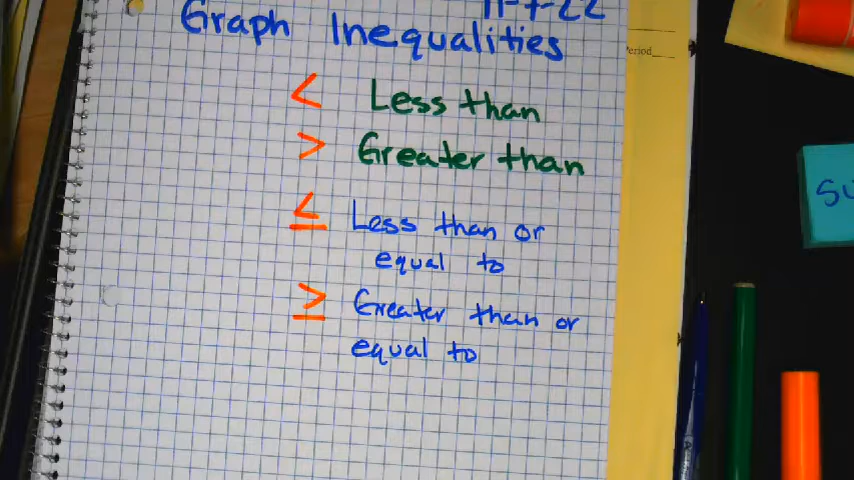 11-7-22
Graph Inequalities
< Less than
> Greater than
≤ Less than or
equal to
≥ Greater than or
equal to
Period